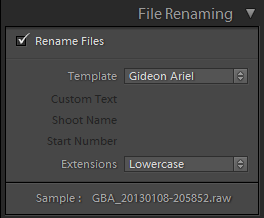 File Renaming
Rename Files
Template Gideon Ariel
Custom Text
Shoot Name
Start Number
Extensions Lowercase
Sample : GBA_20130108-205852.raw